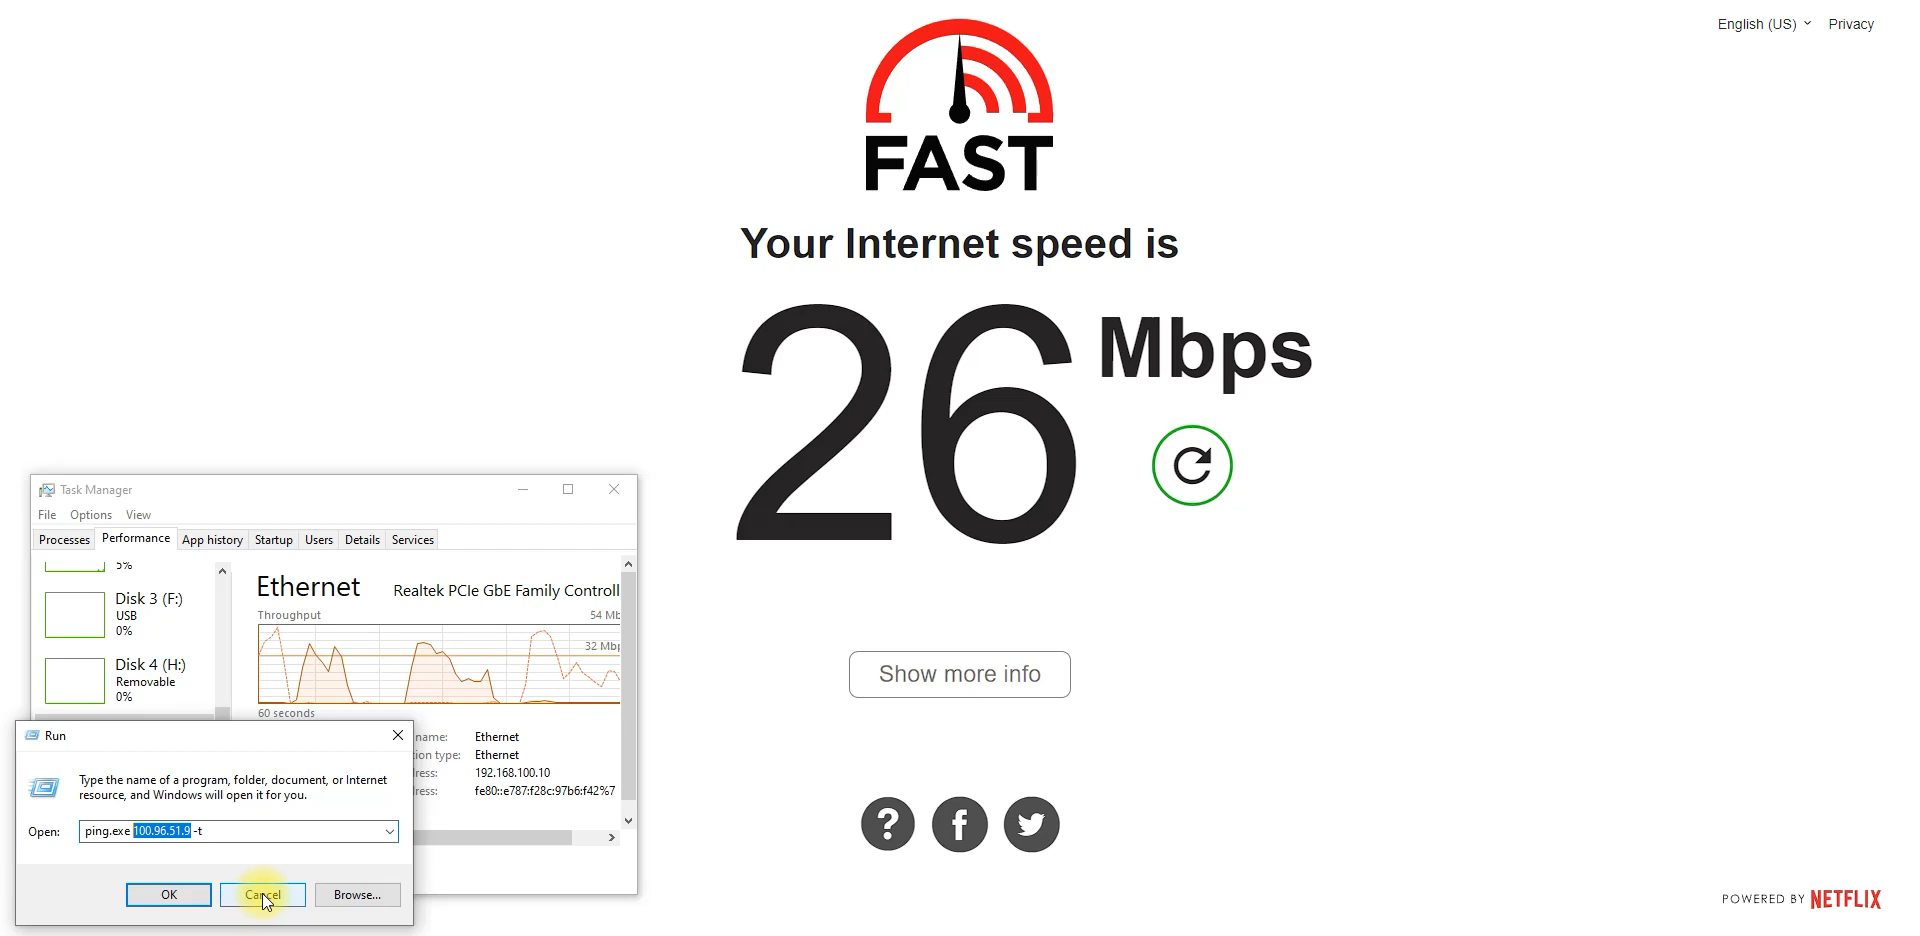 English (US) Privacy
FAST
Your Internet speed is
26 Mbps
Show more info
POWERED BY NETFLIX
Task Manager
File Options View
Processes Performance App history Startup Users Details Services
5%
Disk 3 (F:)
USB
0%
Disk 4 (H:)
Removable
0%
Ethernet Realtek PCIe GbE Family Controll
Throughput 54 Mb
32 Mbp
60 seconds
name: Ethernet
ion type: Ethernet
ress: 192.168.100.10
ress: fe80::e787:f28c:97b6:f42%7
Run
Type the name of a program, folder, document, or Internet
resource, and Windows will open it for you.
Open: ping.exe 100.96.51.9 -t
OK Cancel Browse...